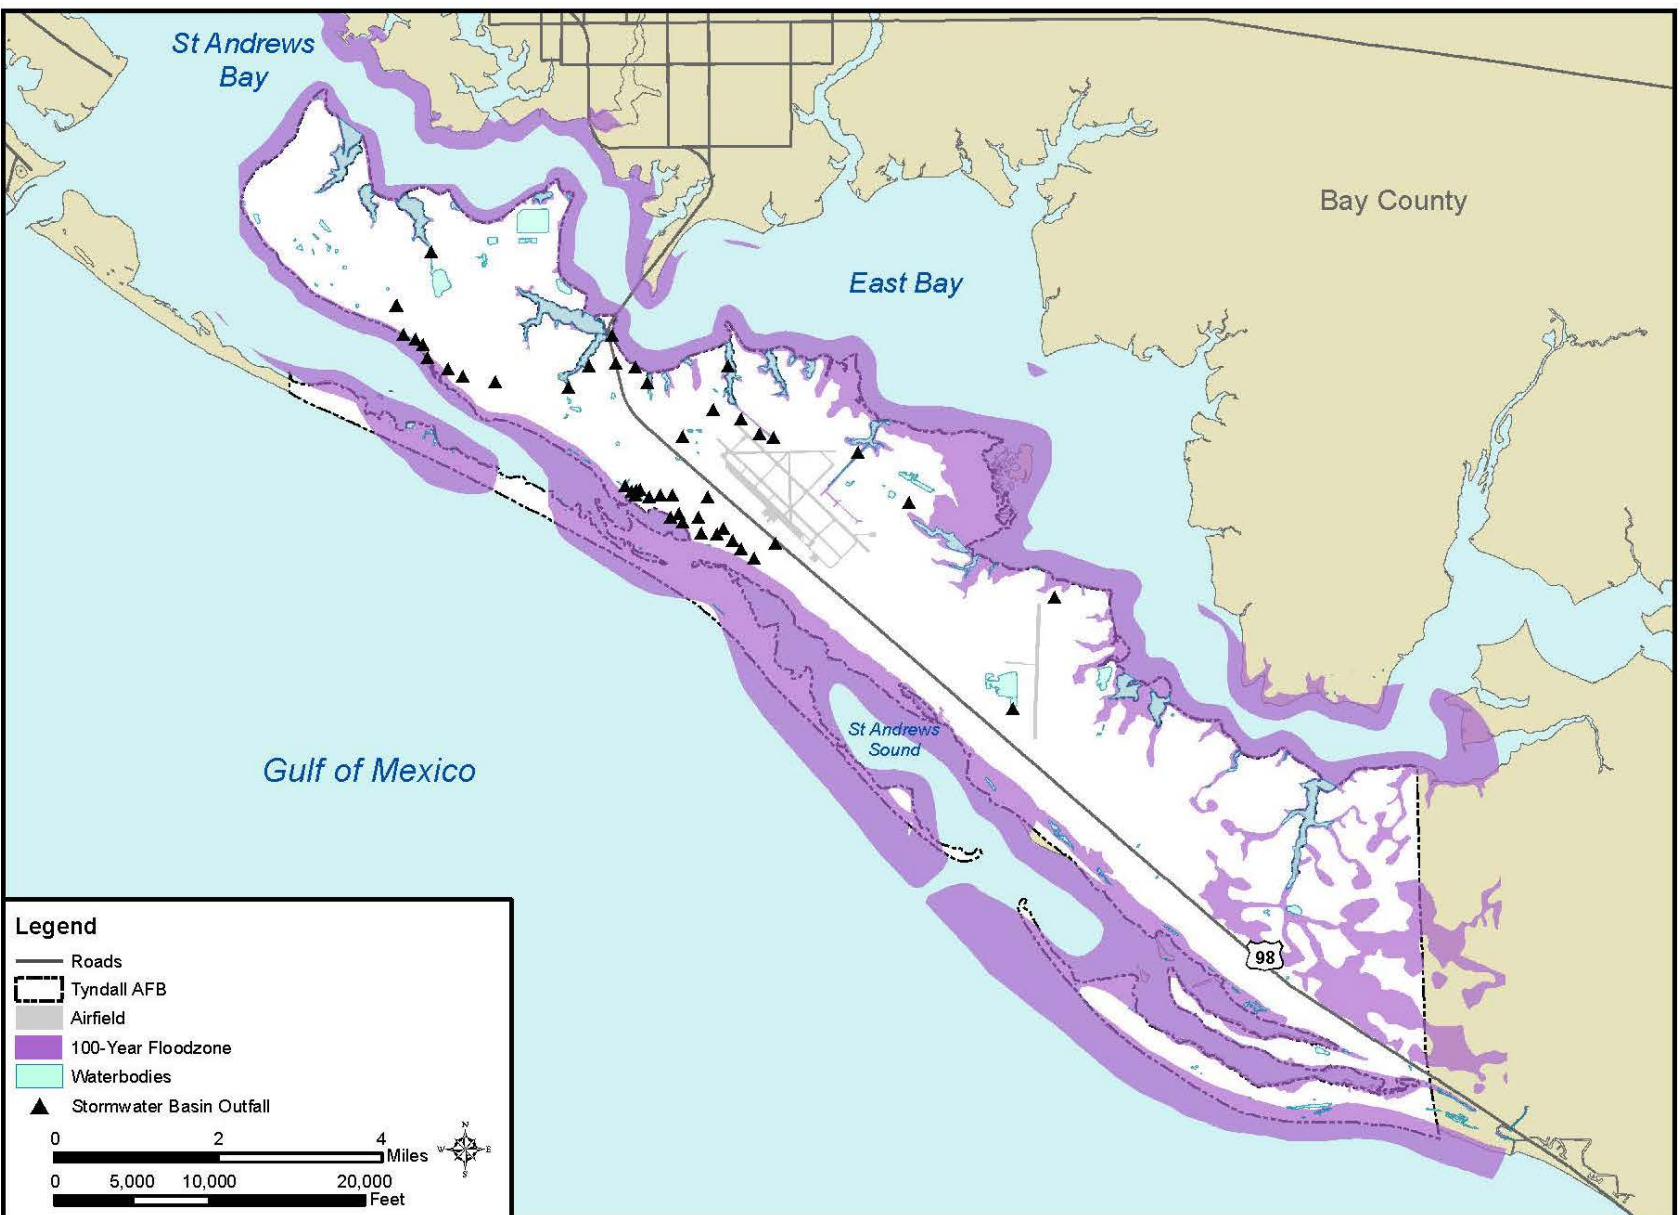 St Andrews
Bay
Bay County
East Bay
St Andrews
Sound
Gulf of Mexico
98
Legend
Roads
Tyndall AFB
Airfield
100-Year Floodzone
Waterbodies
Stormwater Basin Outfall
0 2 4
Miles
0 5,000 10,000 20,000
Feet
N
W E
S